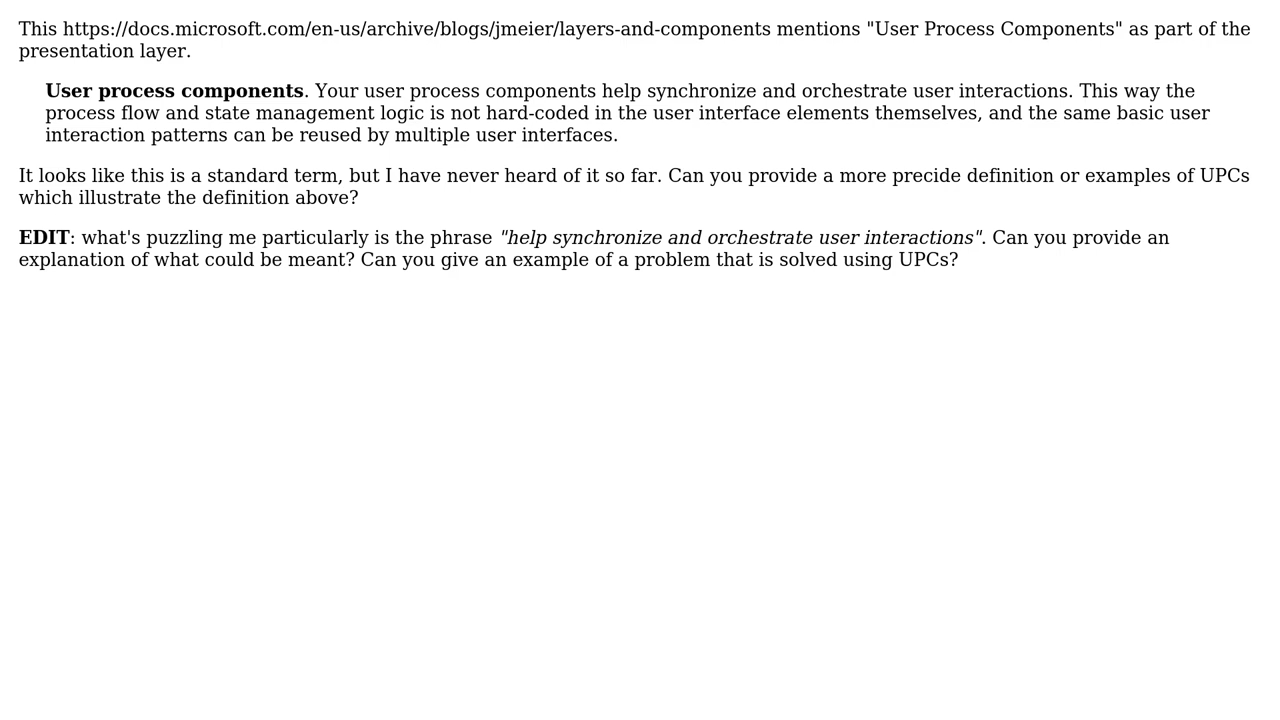 This https://docs.microsoft.com/en-us/archive/blogs/jmeier/layers-and-components mentions "User Process Components" as part of the
presentation layer.
User process components. Your user process components help synchronize and orchestrate user interactions. This way the
process flow and state management logic is not hard-coded in the user interface elements themselves, and the same basic user
interaction patterns can be reused by multiple user interfaces.
It looks like this is a standard term, but I have never heard of it so far. Can you provide a more precide definition or examples of UPCs
which illustrate the definition above?
EDIT: what's puzzling me particularly is the phrase "help synchronize and orchestrate user interactions". Can you provide an
explanation of what could be meant? Can you give an example of a problem that is solved using UPCs?